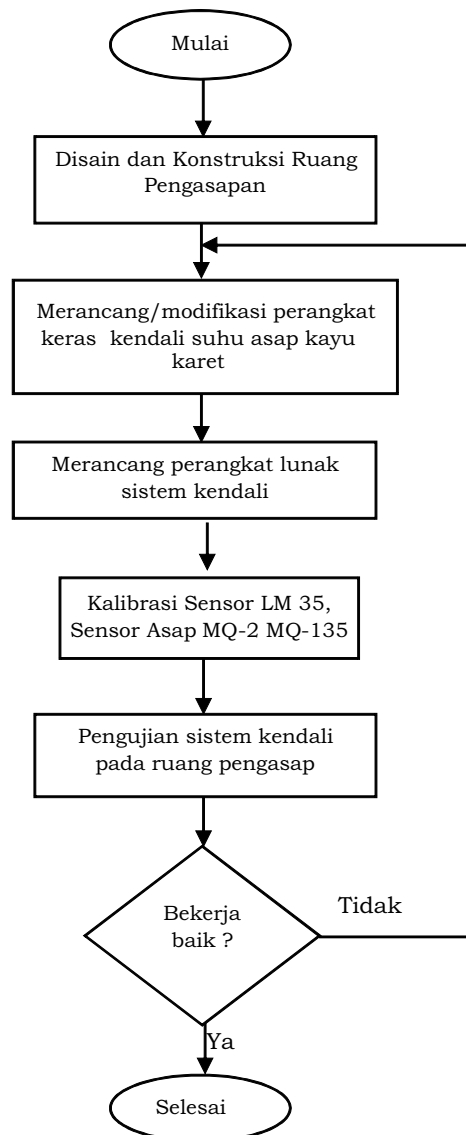 Mulai
Disain dan Konstruksi Ruang
Pengasapan
Merancang/modifikasi perangkat
keras kendali suhu asap kayu
karet
Merancang perangkat lunak
sistem kendali
Kalibrasi Sensor LM 35,
Sensor Asap MQ-2 MQ-135
Pengujian sistem kendali
pada ruang pengasap
Bekerja
baik ?
Tidak
Ya
Selesai